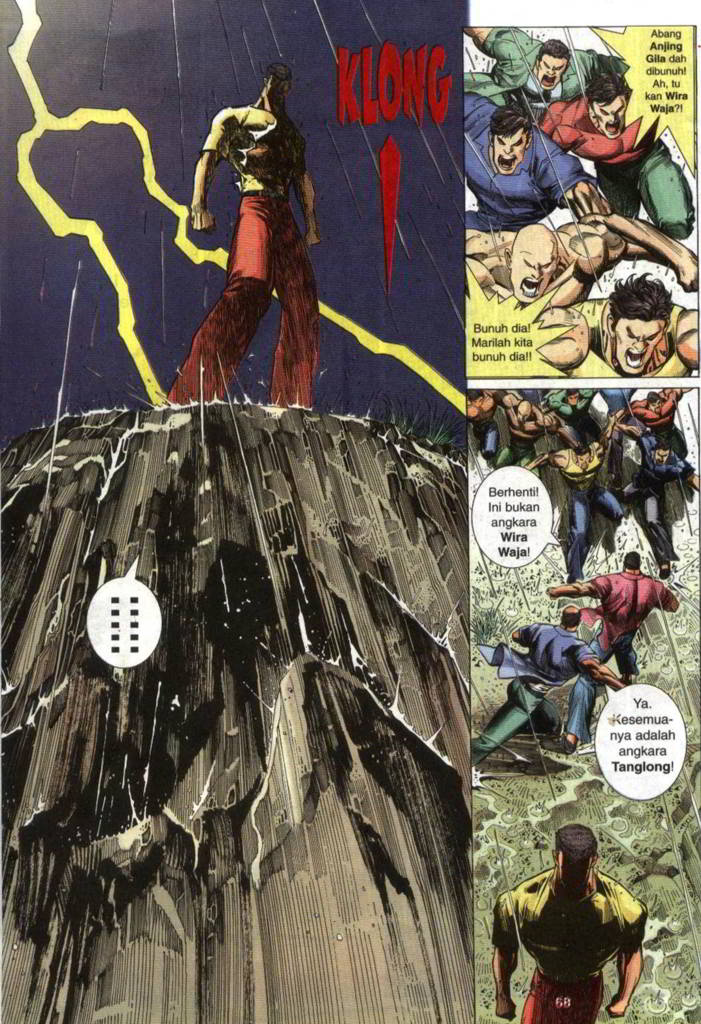 KLONG
!
Abang
Anjing
Gila dah
dibunuh!
Ah, tu
kan Wira
Waja?!
Bunuh dia!
Marilah kita
bunuh dia!!
Berhenti!
Ini bukan
angkara
Wira
Waja!
Ya.
Kesemua-
nya adalah
angkara
Tanglong!
68